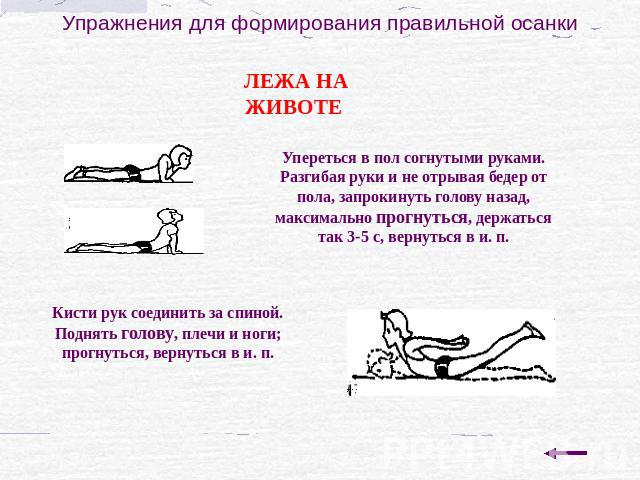 Упражнения для формирования правильной осанки
ЛЕЖА НА
ЖИВОТЕ
Упереться в пол согнутыми руками.
Разгибая руки и не отрывая бедер от
пола, запрокинуть голову назад,
максимально прогнуться, держаться
так 3-5 с, вернуться в и. п.
Кисти рук соединить за спиной.
Поднять голову, плечи и ноги;
прогнуться, вернуться в и. п.